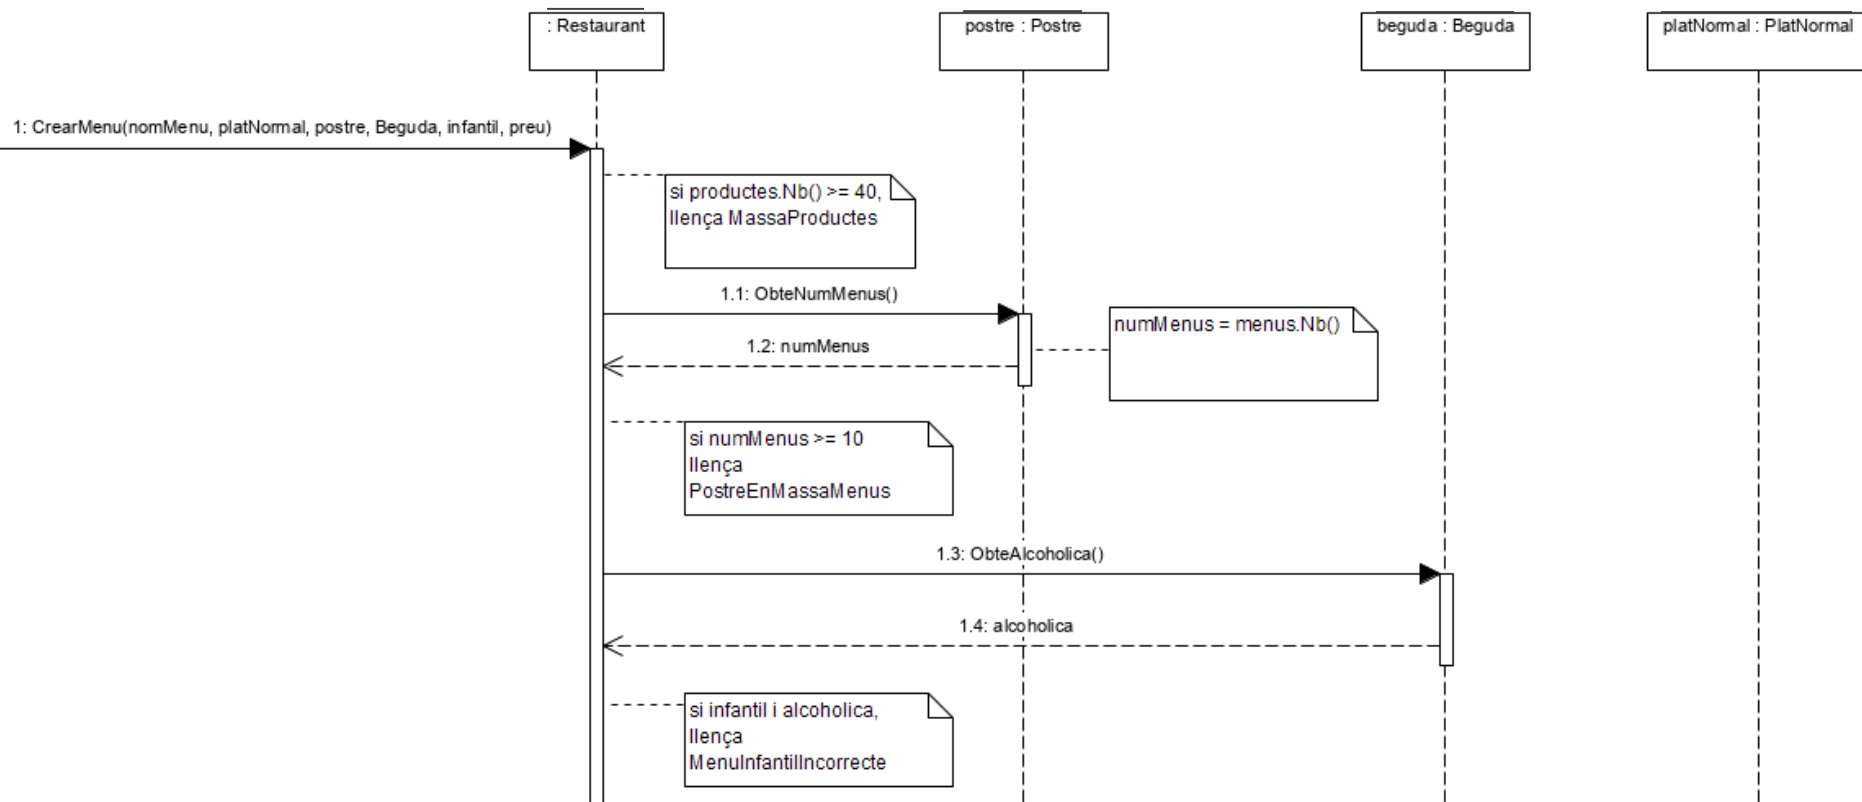 : Restaurant
postre : Postre
beguda : Beguda
platNormal : PlatNormal
1: CrearMenu(nomMenu, platNormal, postre, Beguda, infantil, preu)
si productes.Nb() >= 40,
llença MassaProductes
1.1: ObteNumMenus()
numMenus = menus.Nb()
1.2: numMenus
si numMenus >= 10
llença
PostreEnMassaMenus
1.3: ObteAlcoholica()
1.4: alcoholica
si infantil i alcoholica,
llença
MenuInfantilIncorrecte